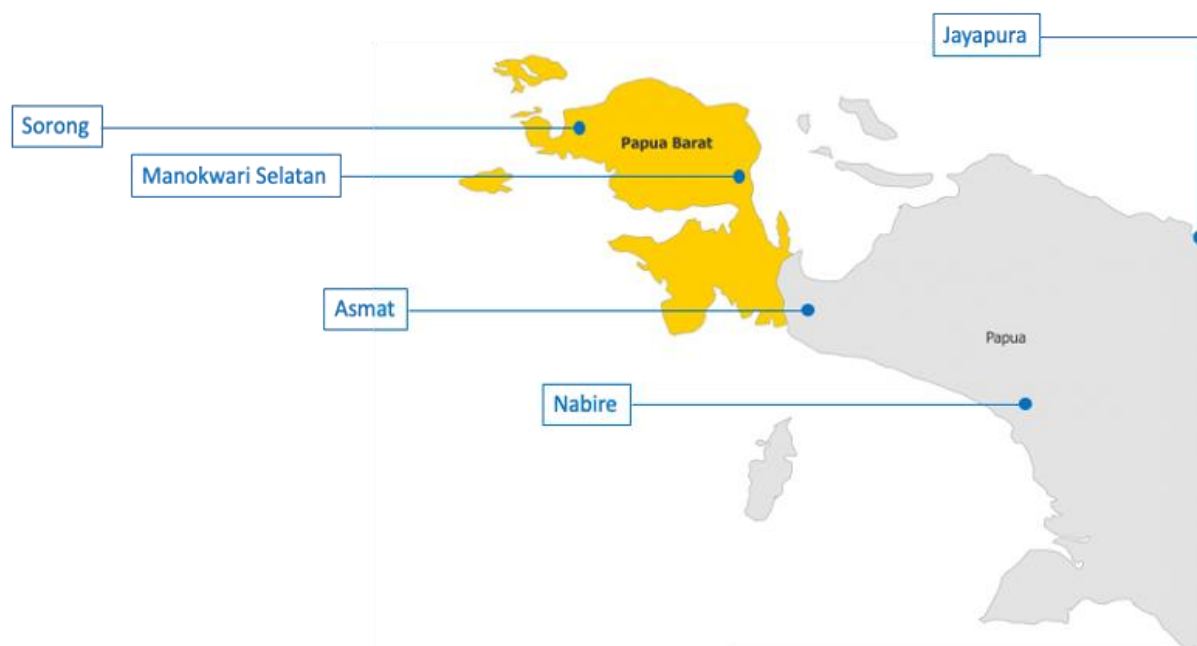 Jayapura
Sorong
Papua Barat
Manokwari Selatan
Asmat
Papua
Nabire